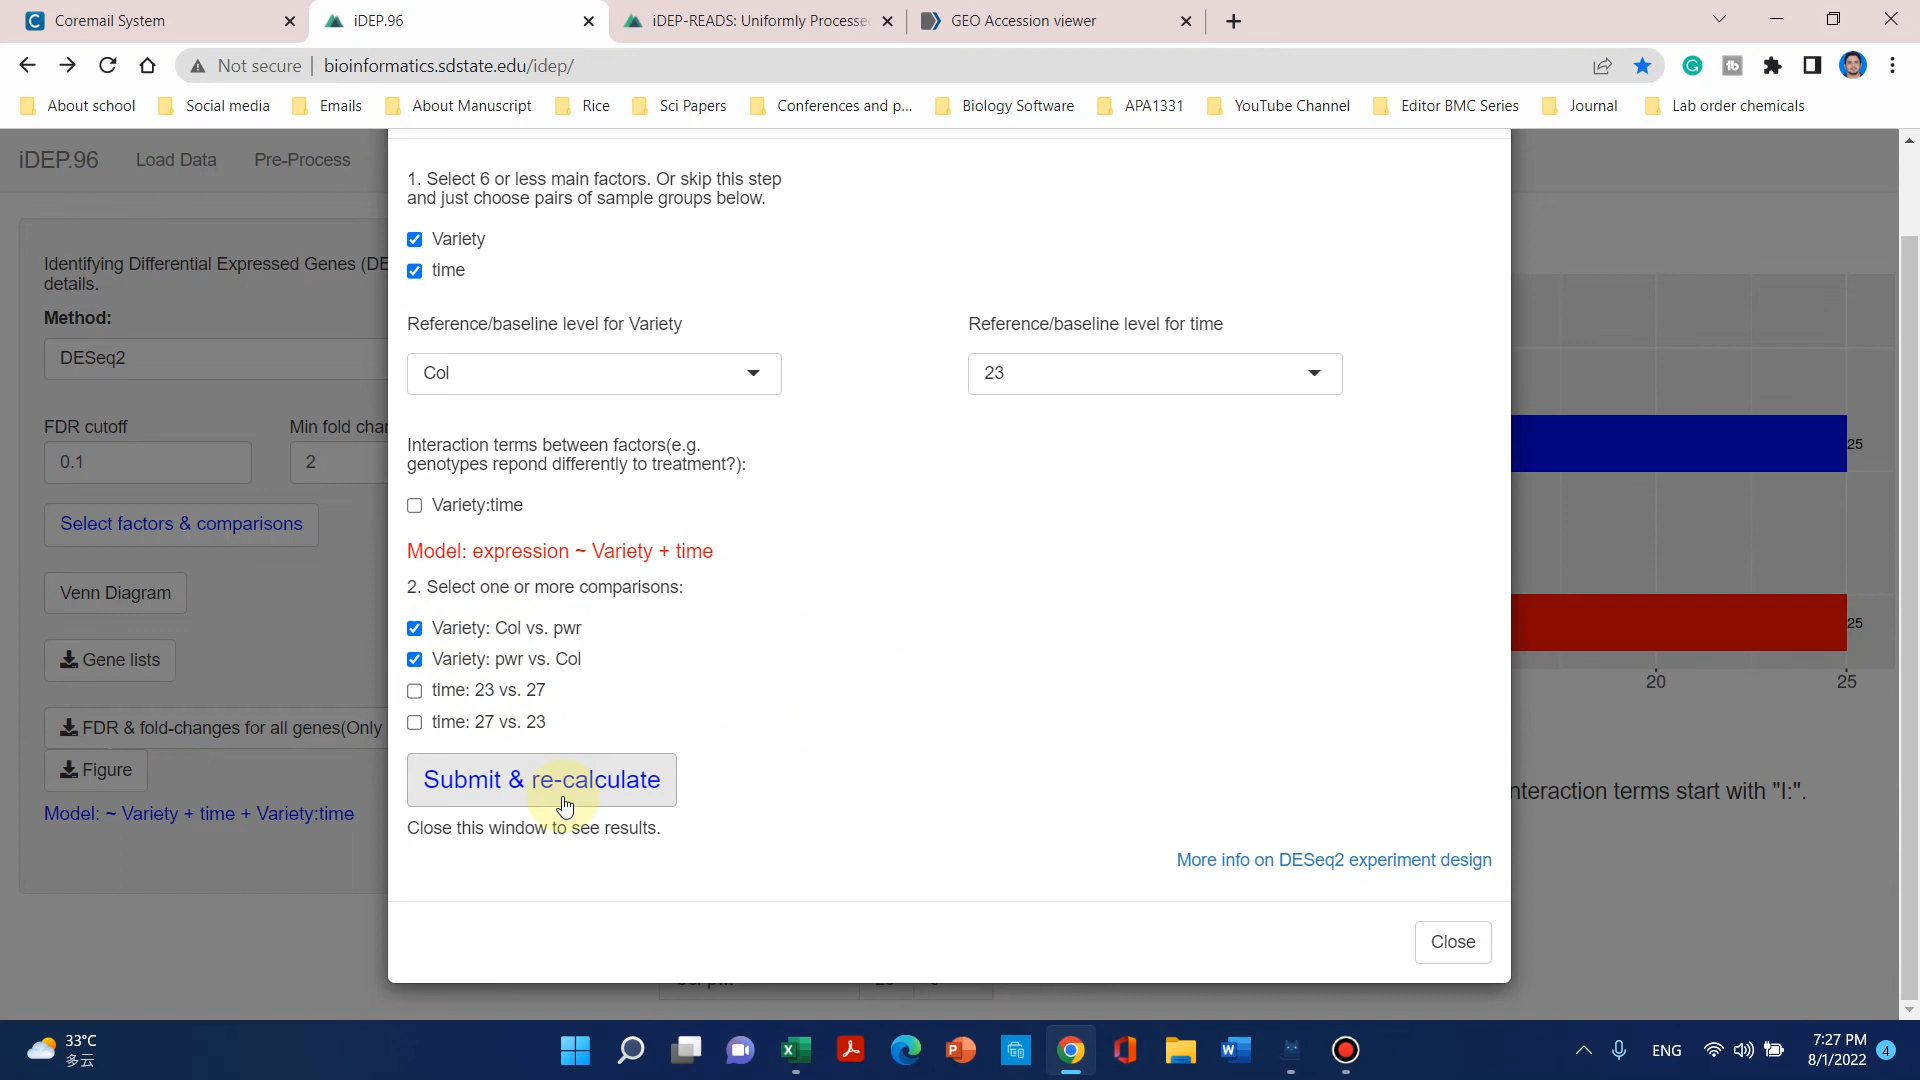 Coremail System
iDEP.96
iDEP-READS: Uniformly Processe
GEO Accession viewer
Not secure
bioinformatics.sdstate.edu/idep/
About school
Social media
Emails
About Manuscript
Rice
Sci Papers
Conferences and p...
Biology Software
APA1331
YouTube Channel
Editor BMC Series
Journal
Lab order chemicals
iDEP.96
Load Data
Pre-Process
Identifying Differential Expressed Genes (DE
details.
Method:
DESeq2
FDR cutoff
Min fold char
0.1
2
Select factors & comparisons
Venn Diagram
Gene lists
FDR & fold-changes for all genes(Only
Figure
Model: ~ Variety + time + Variety:time
1. Select 6 or less main factors. Or skip this step
and just choose pairs of sample groups below.
Variety
time
Reference/baseline level for Variety
Reference/baseline level for time
Col
23
Interaction terms between factors(e.g.
genotypes repond differently to treatment?):
Variety:time
Model: expression ~ Variety + time
2. Select one or more comparisons:
Variety: Col vs. pwr
Variety: pwr vs. Col
time: 23 vs. 27
time: 27 vs. 23
Submit & re-calculate
Close this window to see results.
More info on DESeq2 experiment design
Close
25
25
20
25
nteraction terms start with "I:".
33°C
多云
ENG
7:27 PM
8/1/2022
4